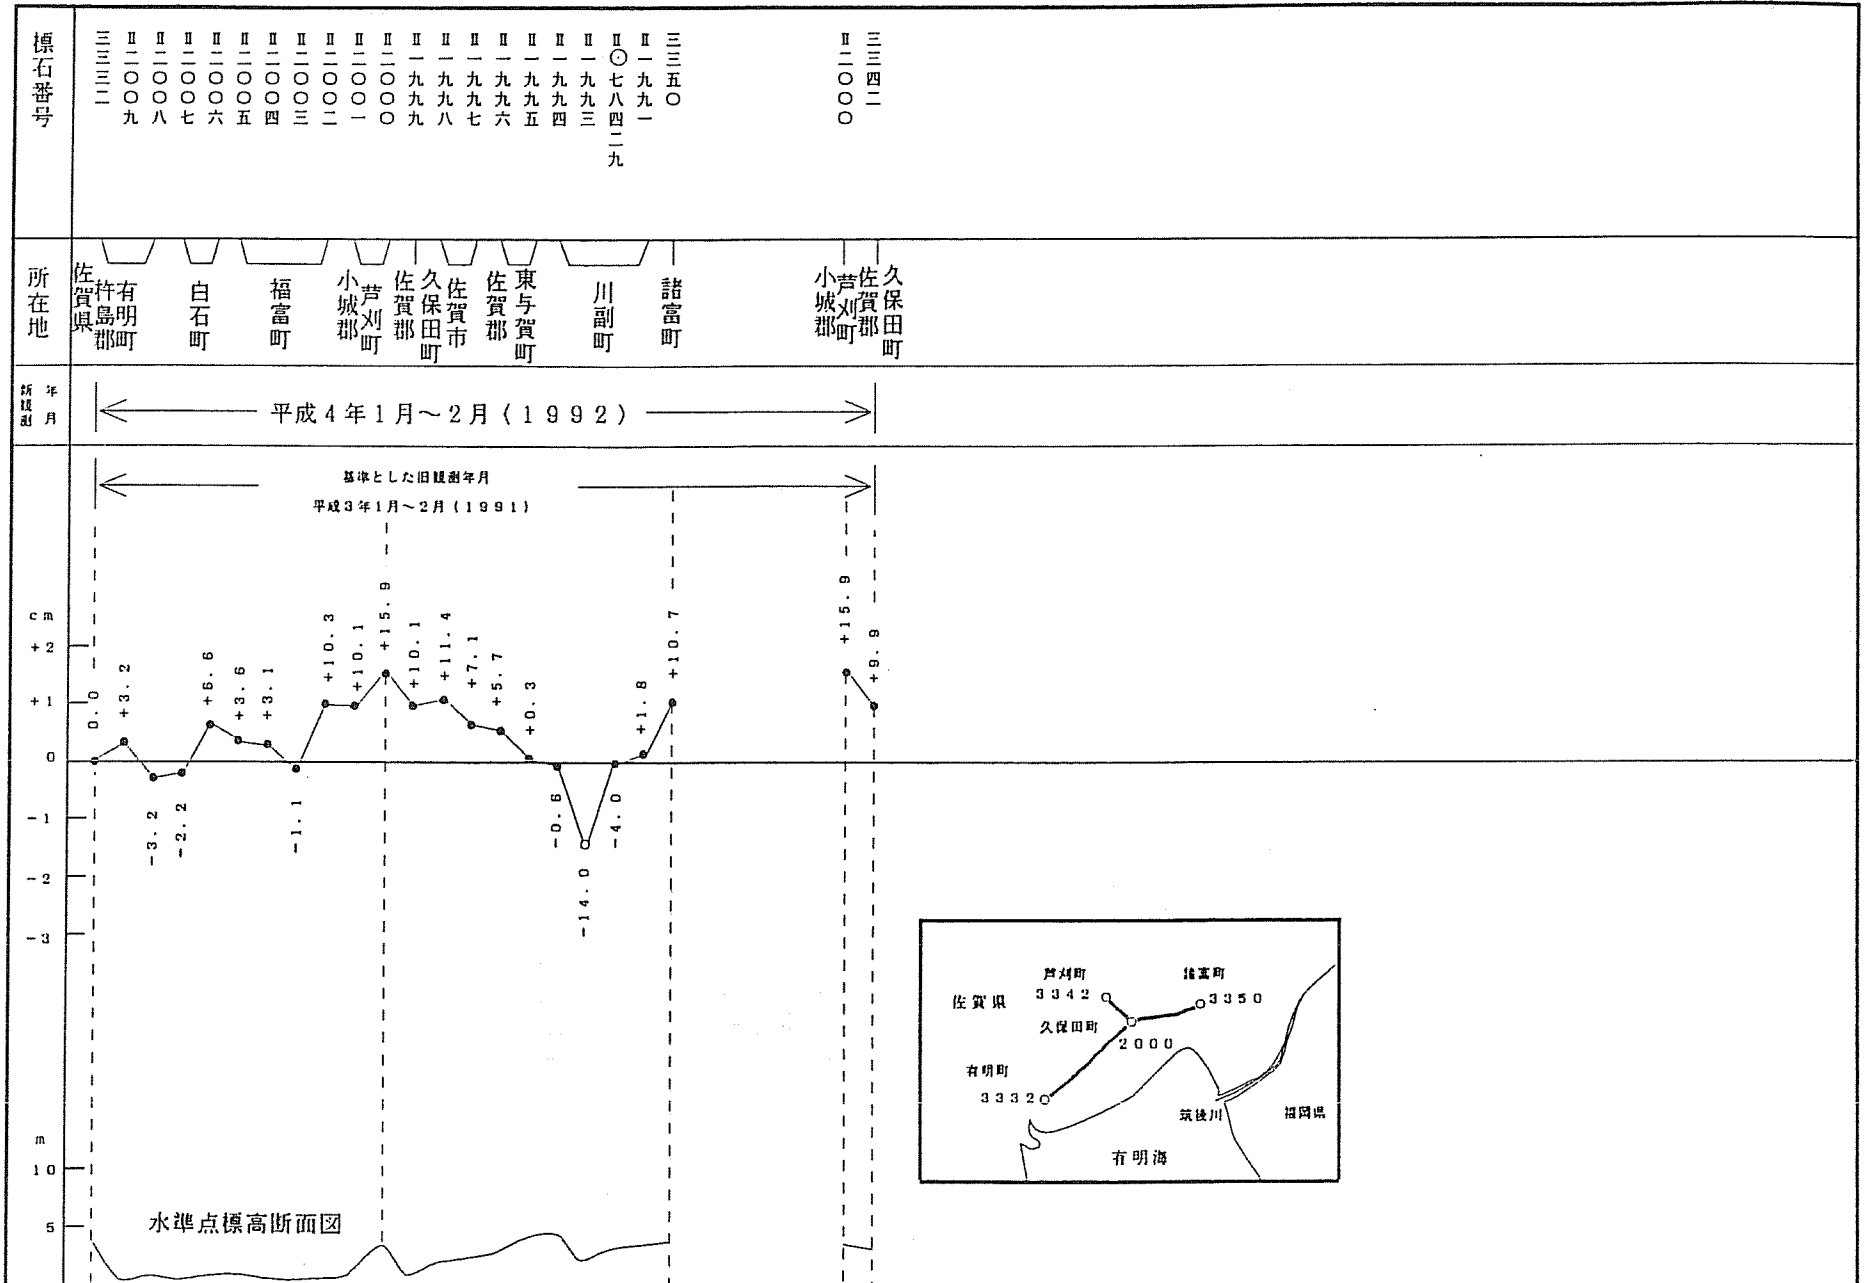 標石番号
三三三二
Ⅱ二〇〇九
Ⅱ二〇〇八
Ⅱ二〇〇七
Ⅱ二〇〇六
Ⅱ二〇〇五
Ⅱ二〇〇四
Ⅱ二〇〇三
Ⅱ二〇〇二
Ⅱ二〇〇一
Ⅱ二〇〇〇
Ⅱ一九九九
Ⅱ一九九八
Ⅱ一九九七
Ⅱ一九九六
Ⅱ一九九五
Ⅱ一九九四
Ⅱ一九九三
Ⅱ⊙七八四二九
Ⅱ一九九一
三三五〇
Ⅱ二〇〇〇
三三四二
所在地
佐賀県
杵島郡
有明町
白石町
福富町
小城郡
芦刈町
佐賀郡
久保田町
佐賀市
佐賀郡
東与賀町
川副町
諸富町
小城郡
芦刈町
佐賀郡
久保田町
新観測
年月
平成4年1月~2月(1992)
基準とした旧観測年月
平成3年1月~2月(1991)
cm
+2
+1
0
-1
-2
-3
0.0
+3.2
-3.2
-2.2
+6.6
+3.6
+3.1
-1.1
+10.3
+10.1
+15.9
+10.1
+11.4
+7.1
+5.7
+0.3
-0.6
-14.0
-4.0
+1.8
+10.7
+15.9
+9.9
m
10
5
水準点標高断面図
佐賀県
芦刈町
3342
諸富町
3350
久保田町
2000
有明町
3332
筑後川
福岡県
有明海